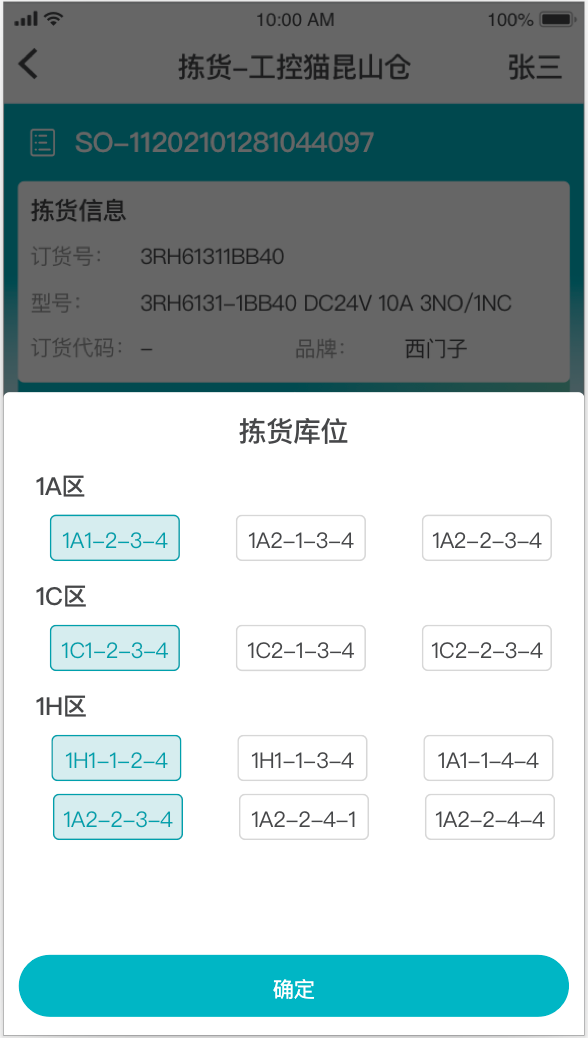 10:00 AM 100%
拣货-工控猫昆山仓 张三
SO-11202101281044097
拣货信息
订货号： 3RH61311BB40
型号： 3RH6131-1BB40 DC24V 10A 3NO/1NC
订货代码： - 品牌： 西门子
拣货库位
1A区
1A1-2-3-4 1A2-1-3-4 1A2-2-3-4
1C区
1C1-2-3-4 1C2-1-3-4 1C2-2-3-4
1H区
1H1-1-2-4 1H1-1-3-4 1A1-1-4-4
1A2-2-3-4 1A2-2-4-1 1A2-2-4-4
确定